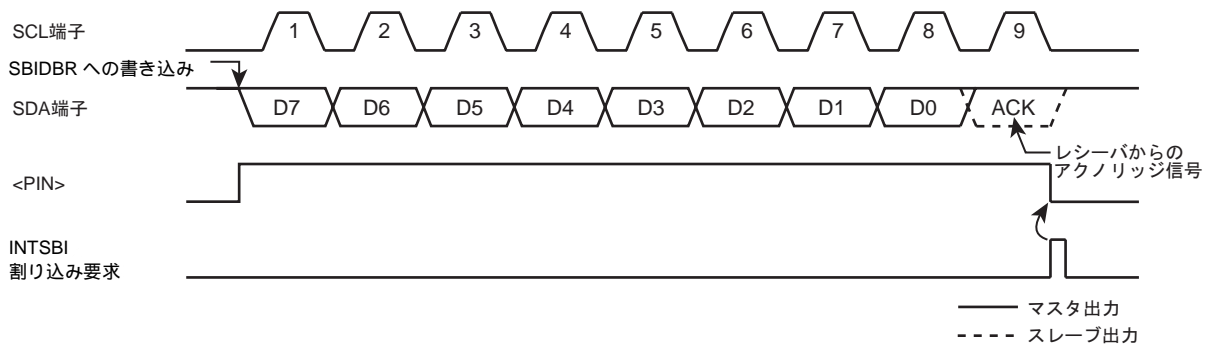 SCL端子
1 2 3 4 5 6 7 8 9
SBIDBR への書き込み
SDA端子
D7 D6 D5 D4 D3 D2 D1 D0 ACK
レシーバからの
アクノリッジ信号
<PIN>
INTSBI
割り込み要求
マスタ出力
スレーブ出力